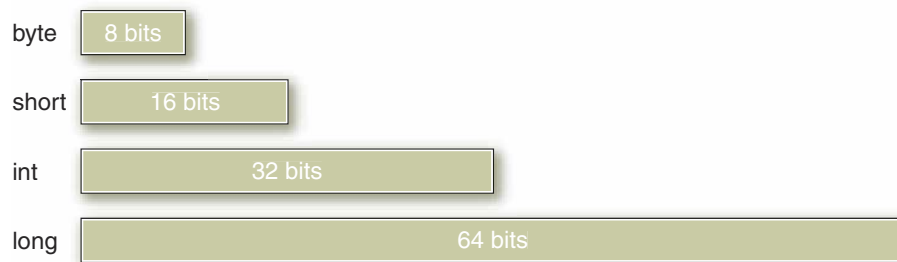 byte 8 bits
short 16 bits
int 32 bits
long 64 bits